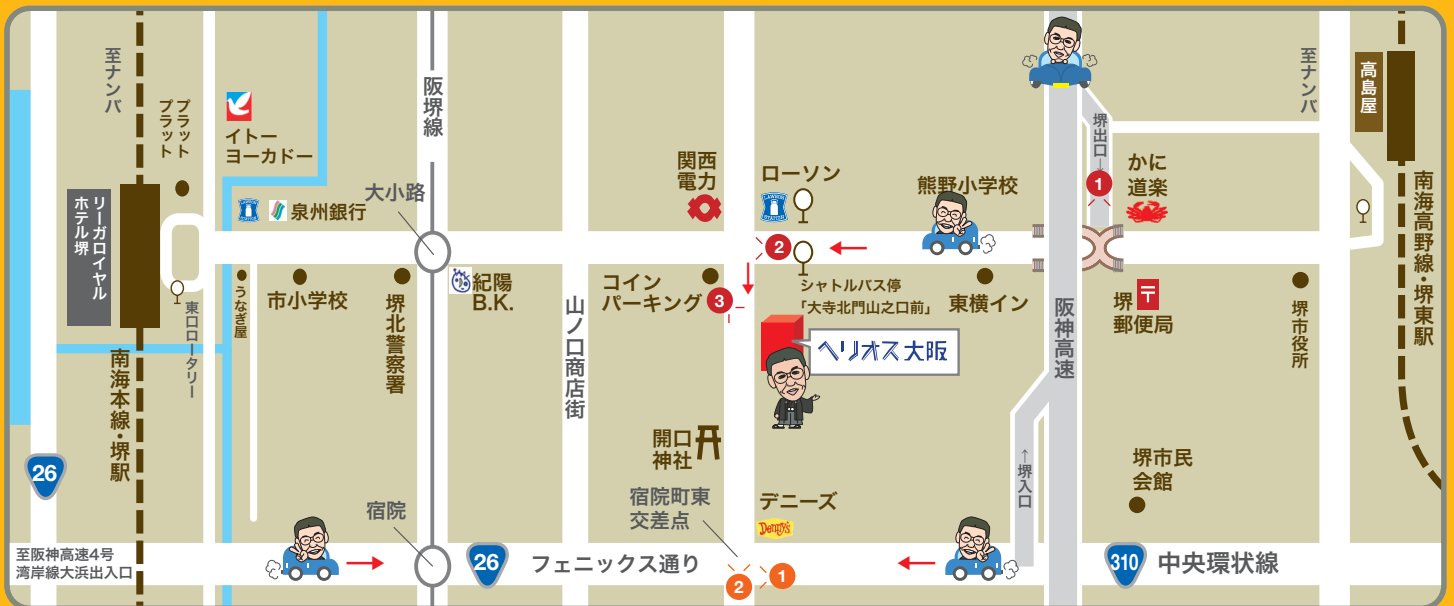 至ナンバ
プラット
プラット
イトー
ヨーカドー
リーガロイヤル
ホテル堺
泉州銀行
東口ロータリー
うなぎ屋
市小学校
堺北警察署
南海本線・堺駅
26
至阪神高速4号
湾岸線大浜出入口
阪堺線
大小路
紀陽
B.K.
宿院
26
フェニックス通り
山ノ口商店街
関西
電力
コイン
パーキング
3
2
ローソン
LAWSON
STATION
シャトルバス停
「大寺北門山之口前」
ヘリオス大阪
開口
神社
宿院町東
交差点
デニーズ
Denny's
2
1
熊野小学校
東横イン
阪神高速
↑堺入口
堺出口→
1
かに
道楽
堺
郵便局
〒
堺市民
会館
310
中央環状線
至ナンバ
高島屋
堺市役所
南海高野線・堺東駅